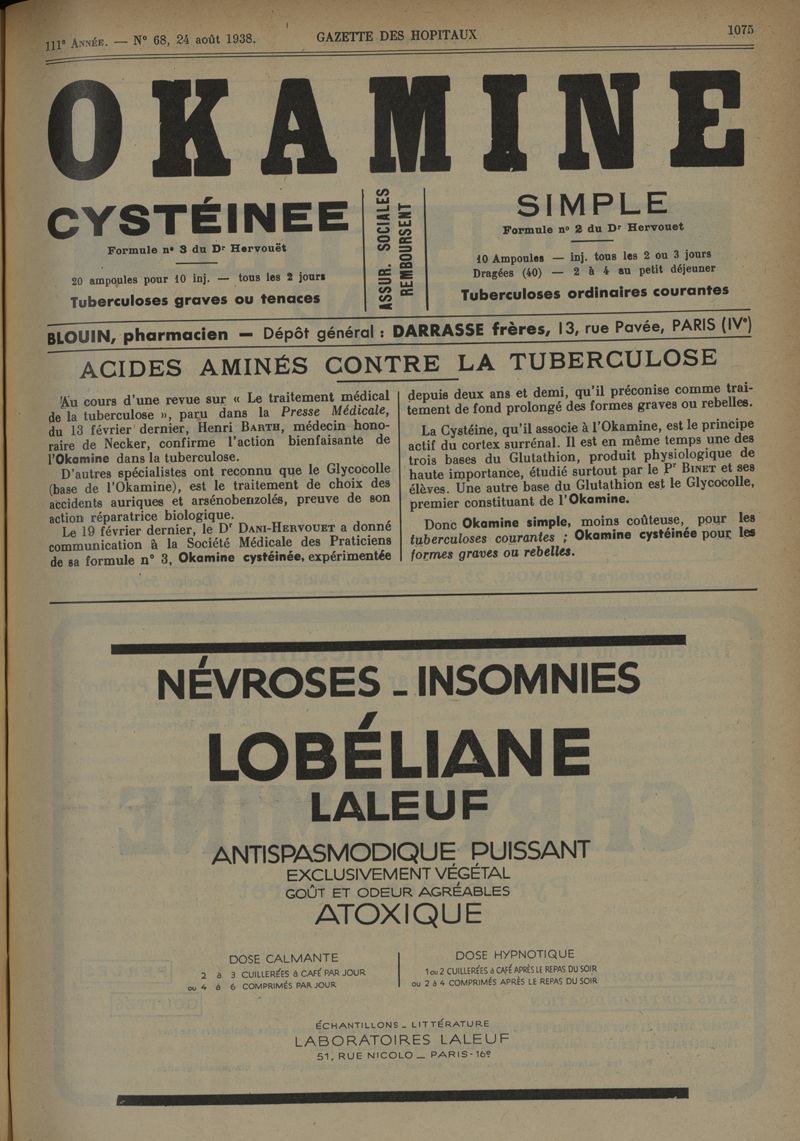 111e ANNÉE. — N° 68, 24 août 1938.
GAZETTE DES HOPITAUX
1075
OKAMINE
CYSTÉINEE
Formule n° 3 du Dr Hervouët
20 ampoules pour 10 inj. — tous les 2 jours
Tuberculoses graves ou tenaces
ASSUR. SOCIALES
REMBOURSENT
SIMPLE
Formule n° 2 du Dr Hervouet
10 Ampoules — inj. tous les 2 ou 3 jours
Dragées (40) — 2 à 4 au petit déjeuner
Tuberculoses ordinaires courantes
BLOUIN, pharmacien — Dépôt général : DARRASSE frères, 13, rue Pavée, PARIS (IVe)
ACIDES AMINÉS CONTRE LA TUBERCULOSE
Au cours d'une revue sur « Le traitement médical
de la tuberculose », paru dans la Presse Médicale,
du 13 février dernier, Henri BARTH, médecin hono-
raire de Necker, confirme l'action bienfaisante de
l'Okamine dans la tuberculose.
D'autres spécialistes ont reconnu que le Glycocolle
(base de l'Okamine), est le traitement de choix des
accidents auriques et arsénobenzolés, preuve de son
action réparatrice biologique.
Le 19 février dernier, le Dr DANI-HERVOUET a donné
communication à la Société Médicale des Praticiens
de sa formule n° 3, Okamine cystéinée, expérimentée
depuis deux ans et demi, qu'il préconise comme trai-
tement de fond prolongé des formes graves ou rebelles.
La Cystéine, qu'il associe à l'Okamine, est le principe
actif du cortex surrénal. Il est en même temps une des
trois bases du Glutathion, produit physiologique de
haute importance, étudié surtout par le Pr BINET et ses
élèves. Une autre base du Glutathion est le Glycocolle,
premier constituant de l'Okamine.
Donc Okamine simple, moins coûteuse, pour les
tuberculoses courantes ; Okamine cystéinée pour les
formes graves ou rebelles.
NÉVROSES _ INSOMNIES
LOBÉLIANE
LALEUF
ANTISPASMODIQUE PUISSANT
EXCLUSIVEMENT VÉGÉTAL
GOÛT ET ODEUR AGRÉABLES
ATOXIQUE
DOSE CALMANTE
2 à 3 CUILLERÉES à CAFÉ PAR JOUR
ou 4 à 6 COMPRIMÉS PAR JOUR
DOSE HYPNOTIQUE
1 ou 2 CUILLERÉES à CAFÉ APRÈS LE REPAS DU SOIR
ou 2 à 4 COMPRIMÉS APRÈS LE REPAS DU SOIR
ÉCHANTILLONS _ LITTÉRATURE
LABORATOIRES LALEUF
51, RUE NICOLO _ PARIS-16e